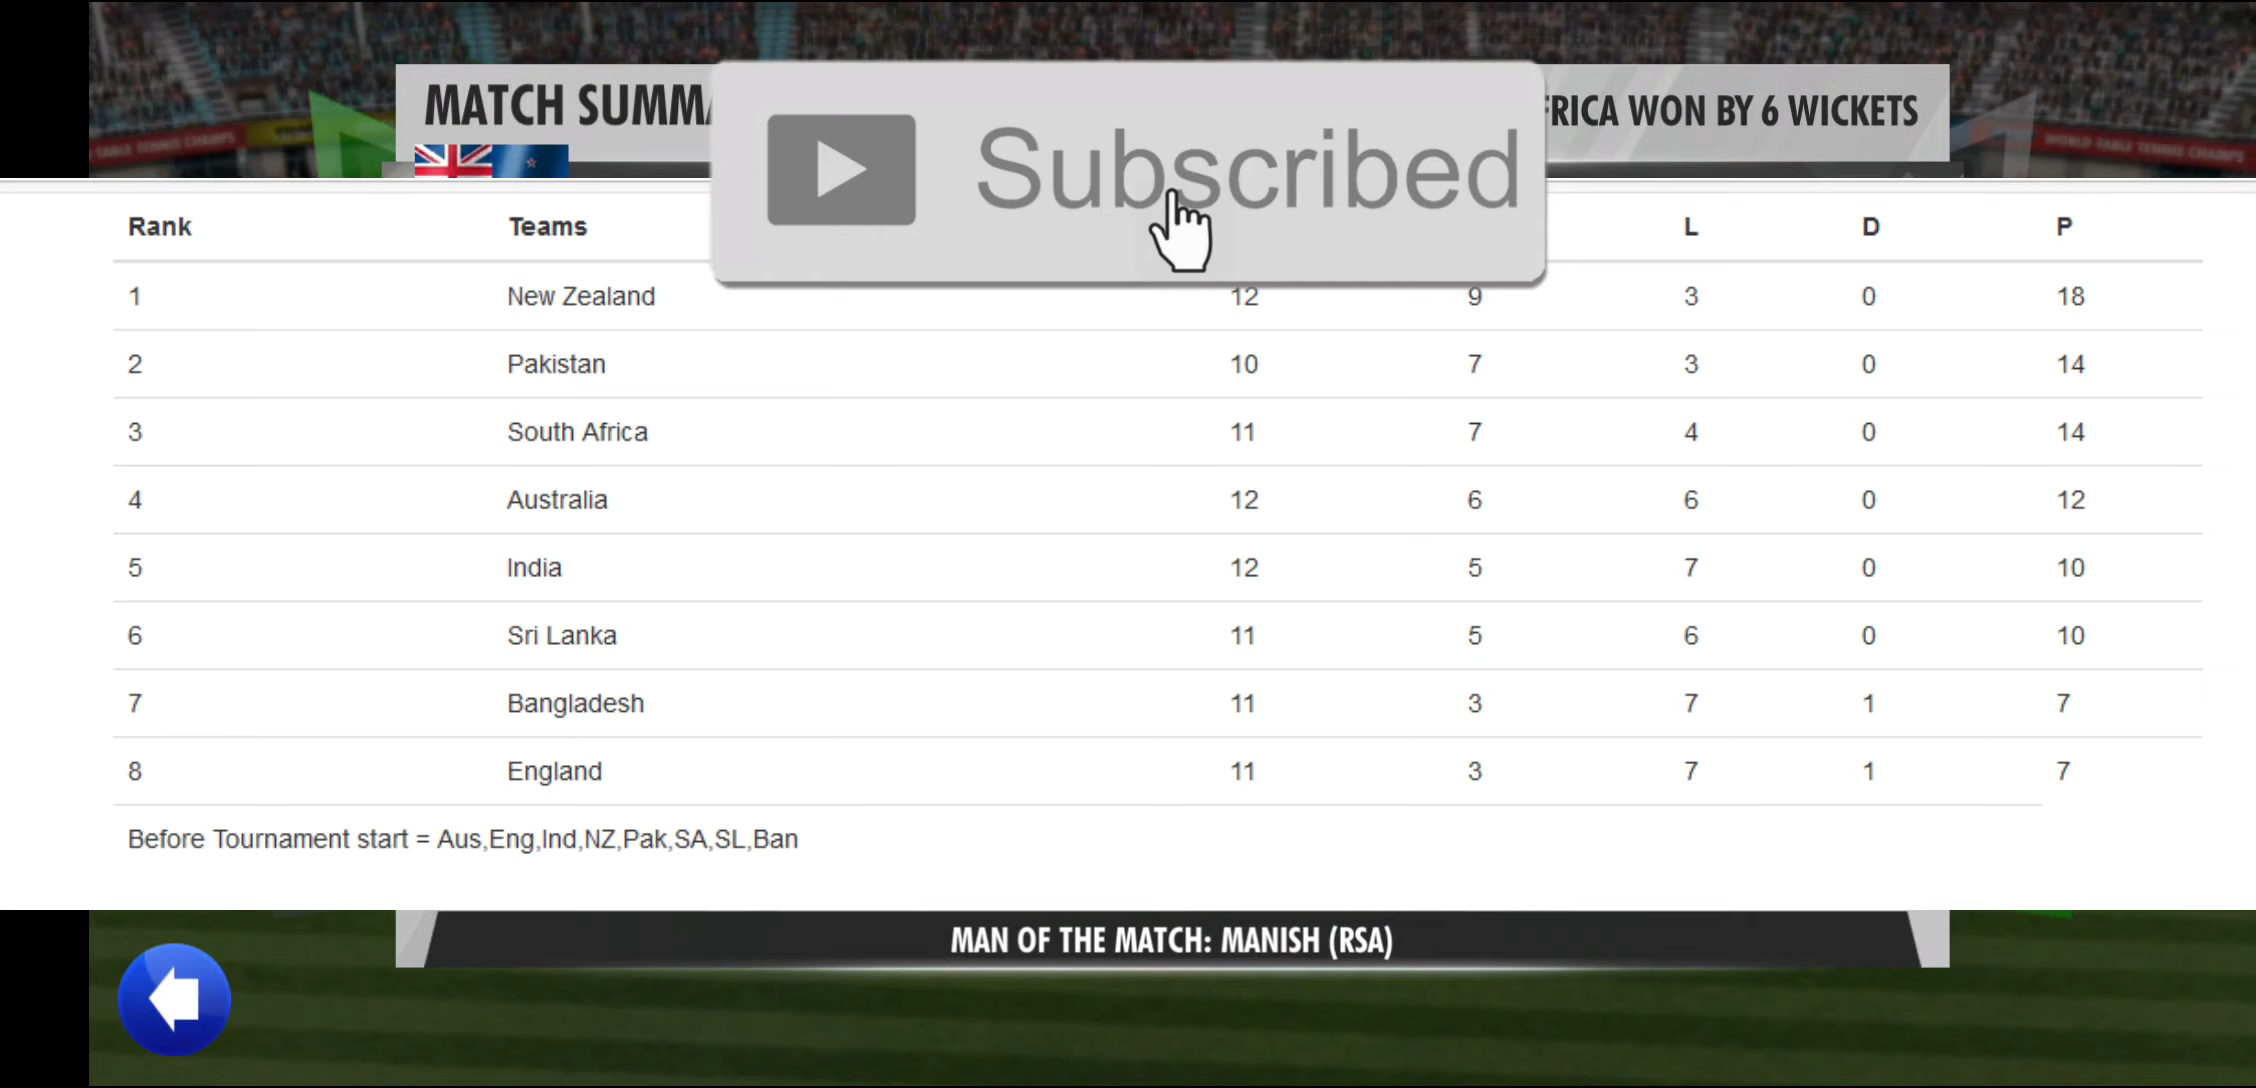 MATCH SUMMA
FRICA WON BY 6 WICKETS
Subscribed
Rank Teams L D P
1 New Zealand 12 9 3 0 18
2 Pakistan 10 7 3 0 14
3 South Africa 11 7 4 0 14
4 Australia 12 6 6 0 12
5 India 12 5 7 0 10
6 Sri Lanka 11 5 6 0 10
7 Bangladesh 11 3 7 1 7
8 England 11 3 7 1 7
Before Tournament start = Aus,Eng,Ind,NZ,Pak,SA,SL,Ban
MAN OF THE MATCH: MANISH (RSA)